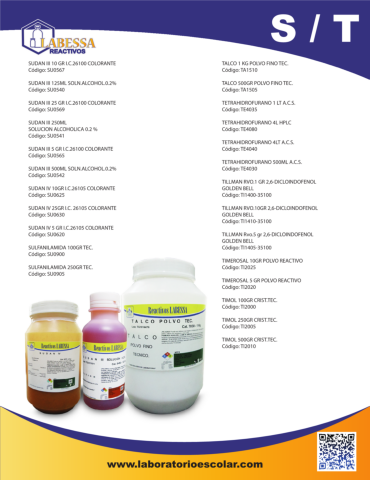 S / T
LABESSA
REACTIVOS
SUDAN III 10 GR I.C.26100 COLORANTE
Código: SU0567
SUDAN III 125ML SOLN.ALCOHOL.0.2%
Código: SU0540
SUDAN III 25 GR I.C.26100 COLORANTE
Código: SU0569
SUDAN III 250ML
SOLUCION ALCOHOLICA 0.2 %
Código: SU0541
SUDAN III 5 GR I.C.26100 COLORANTE
Código: SU0565
SUDAN III 500ML SOLN.ALCOHOL.0.2%
Código: SU0542
SUDAN IV 10GR I.C.26105 COLORANTE
Código: SU0625
SUDAN IV 25GR I.C. 26105 COLORANTE
Código: SU0630
SUDAN IV 5 GR I.C.26105 COLORANTE
Código: SU0620
SULFANILAMIDA 100GR TEC.
Código: SU0900
SULFANILAMIDA 250GR TEC.
Código: SU0905
TALCO 1 KG POLVO FINO TEC.
Código: TA1510
TALCO 500GR POLVO FINO TEC.
Código: TA1505
TETRAHIDROFURANO 1 LT A.C.S.
Código: TE4035
TETRAHIDROFURANO 4L HPLC
Código: TE4080
TETRAHIDROFURANO 4LT A.C.S.
Código: TE4040
TETRAHIDROFURANO 500ML A.C.S.
Código: TE4030
TILLMAN RVO.1 GR 2,6-DICLOINDOFENOL
GOLDEN BELL
Código: TI1400-35100
TILLMAN RVO.10GR 2,6-DICLOINDOFENOL
GOLDEN BELL
Código: TI1410-35100
TILLMAN Rvo.5 gr 2,6-DICLOINDOFENOL
GOLDEN BELL
Código: TI1405-35100
TIMEROSAL 10GR POLVO REACTIVO
Código: TI2025
TIMEROSAL 5 GR POLVO REACTIVO
Código: TI2020
TIMOL 100GR CRIST.TEC.
Código: TI2000
TIMOL 250GR CRIST.TEC.
Código: TI2005
TIMOL 500GR CRIST.TEC.
Código: TI2010
Reactivos LABESSA
TALCO POLVO TEC.
TALCO
POLVO FINO
TECNICO.
Reactivos LABESSA
Reactivos LABESSA
www.laboratorioescolar.com